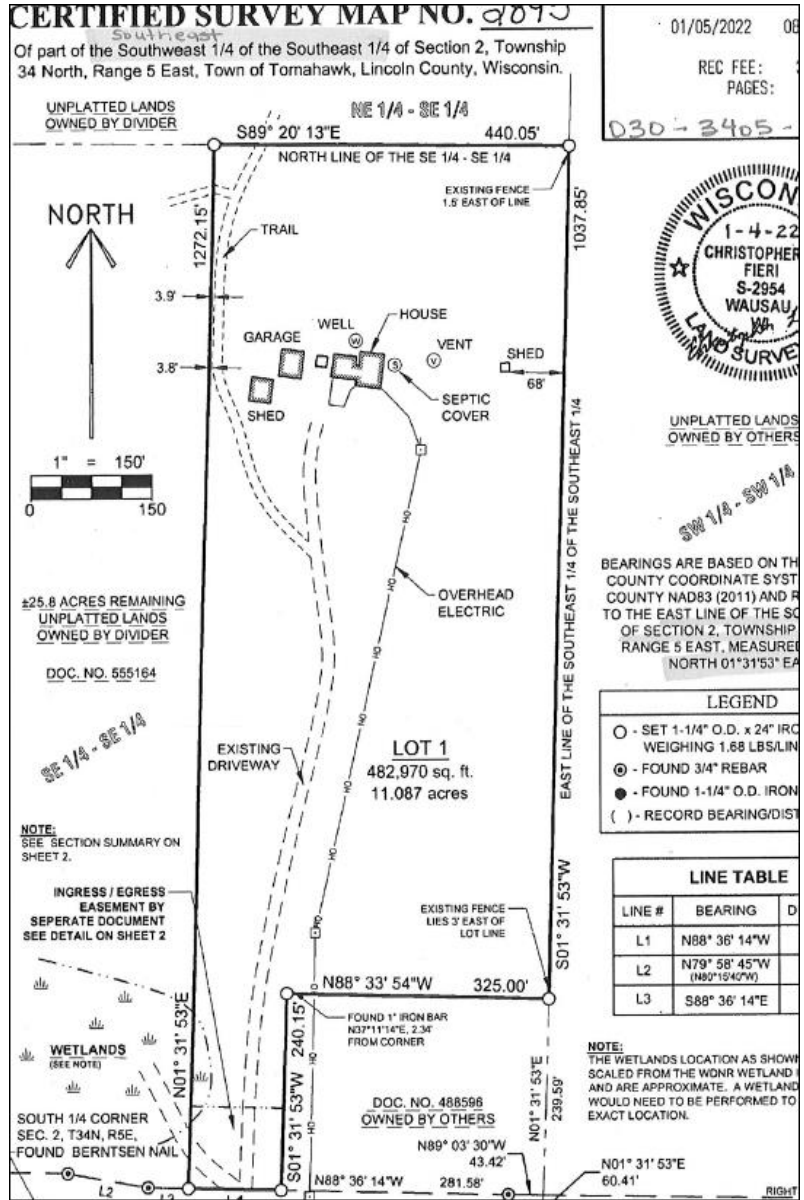 CERTIFIED SURVEY MAP NO. 2895
Southeast
Of part of the Southweast 1/4 of the Southeast 1/4 of Section 2, Township
34 North, Range 5 East, Town of Tomahawk, Lincoln County, Wisconsin.
01/05/2022 08
REC FEE:
PAGES:
030-3405-
UNPLATTED LANDS
OWNED BY DIVIDER
NE 1/4 - SE 1/4
S89° 20' 13"E 440.05'
NORTH LINE OF THE SE 1/4 - SE 1/4
EXISTING FENCE
1.5' EAST OF LINE
NORTH
1272.15'
TRAIL
1037.85'
WISCON
1-4-22
CHRISTOPHER
FIERI
S-2954
WAUSAU
LAND SURVE
3.9'
HOUSE
WELL
W
GARAGE
VENT
V
S
SHED
3.8'
68'
SEPTIC
COVER
SHED
UNPLATTED LANDS
OWNED BY OTHERS
1" = 150'
0 150
SW 1/4 - SW 1/4
EAST LINE OF THE SOUTHEAST 1/4 OF THE SOUTHEAST 1/4
OH
OH
OVERHEAD
ELECTRIC
BEARINGS ARE BASED ON TH
COUNTY COORDINATE SYST
COUNTY NAD83 (2011) AND R
TO THE EAST LINE OF THE SO
OF SECTION 2, TOWNSHIP
RANGE 5 EAST, MEASURED
NORTH 01°31'53" EA
±25.8 ACRES REMAINING
UNPLATTED LANDS
OWNED BY DIVIDER
DOC. NO. 555164
OH
SE 1/4 - SE 1/4
LEGEND
- SET 1-1/4" O.D. x 24" IRO
WEIGHING 1.68 LBS/LIN
- FOUND 3/4" REBAR
- FOUND 1-1/4" O.D. IRON
( ) - RECORD BEARING/DIST
EXISTING
DRIVEWAY
LOT 1
482,970 sq. ft.
11.087 acres
OH
OH
OH
NOTE:
SEE SECTION SUMMARY ON
SHEET 2.
INGRESS / EGRESS
EASEMENT BY
SEPERATE DOCUMENT
SEE DETAIL ON SHEET 2
EXISTING FENCE
LIES 3' EAST OF
LOT LINE
S01° 31' 53"W
LINE TABLE
LINE # BEARING D
L1 N88° 36' 14"W
L2 N79° 58' 45"W
(N80°15'40"W)
L3 S88° 36' 14"E
N88° 33' 54"W 325.00'
FOUND 1" IRON BAR
N37°11'14"E, 2.34'
FROM CORNER
N01° 31' 53"E
S01° 31' 53"W 240.15'
OH
OH
OH
WETLANDS
(SEE NOTE)
NOTE:
THE WETLANDS LOCATION AS SHOWN
SCALED FROM THE WDNR WETLAND
AND ARE APPROXIMATE. A WETLAND
WOULD NEED TO BE PERFORMED TO
EXACT LOCATION.
DOC. NO. 488596
OWNED BY OTHERS
N01° 31' 53"E
239.59'
SOUTH 1/4 CORNER
SEC. 2, T34N, R5E,
FOUND BERNTSEN NAIL
N89° 03' 30"W
43.42'
N01° 31' 53"E
60.41'
L2 L3
N88° 36' 14"W 281.58'
RIGHT